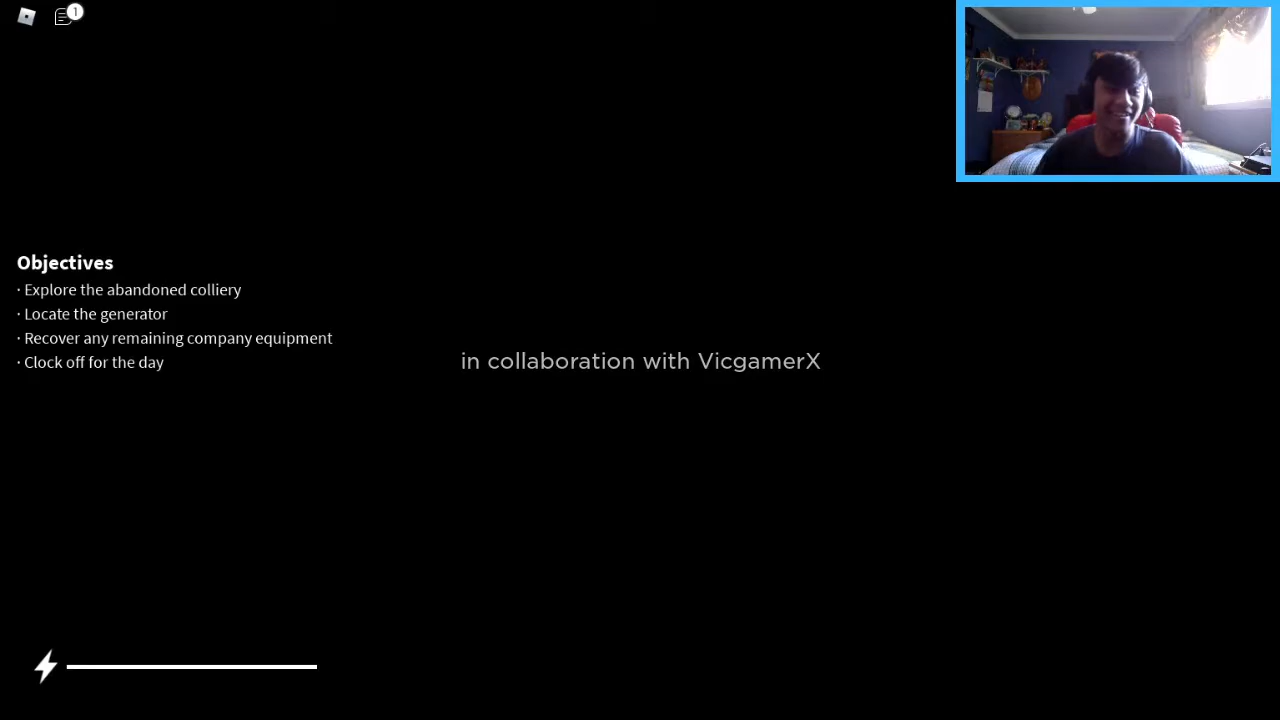 1
Objectives
· Explore the abandoned colliery
· Locate the generator
· Recover any remaining company equipment
· Clock off for the day
in collaboration with VicgamerX